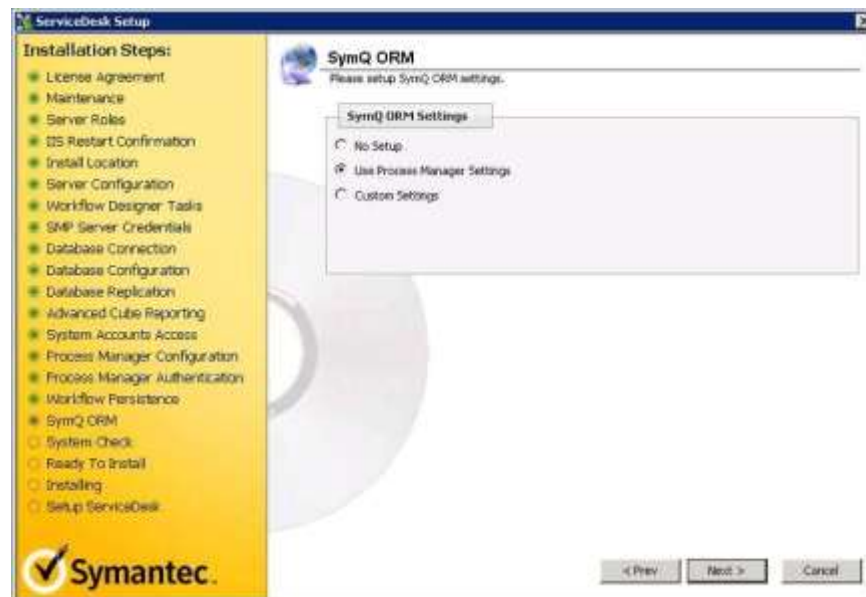 ServiceDesk Setup
Installation Steps:
License Agreement
Maintenance
Server Roles
IIS Restart Confirmation
Install Location
Server Configuration
Workflow Designer Tasks
SMP Server Credentials
Database Connection
Database Configuration
Database Replication
Advanced Cube Reporting
System Accounts Access
Process Manager Configuration
Process Manager Authentication
Workflow Persistence
SymQ ORM
System Check
Ready To Install
Installing
Setup ServiceDesk
Symantec.
SymQ ORM
Please setup SymQ ORM settings.
SymQ ORM Settings
No Setup
Use Process Manager Settings
Custom Settings
< Prev
Next >
Cancel